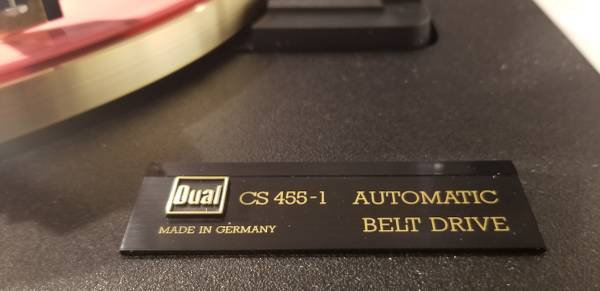 Dual CS 455-1 AUTOMATIC
MADE IN GERMANY BELT DRIVE